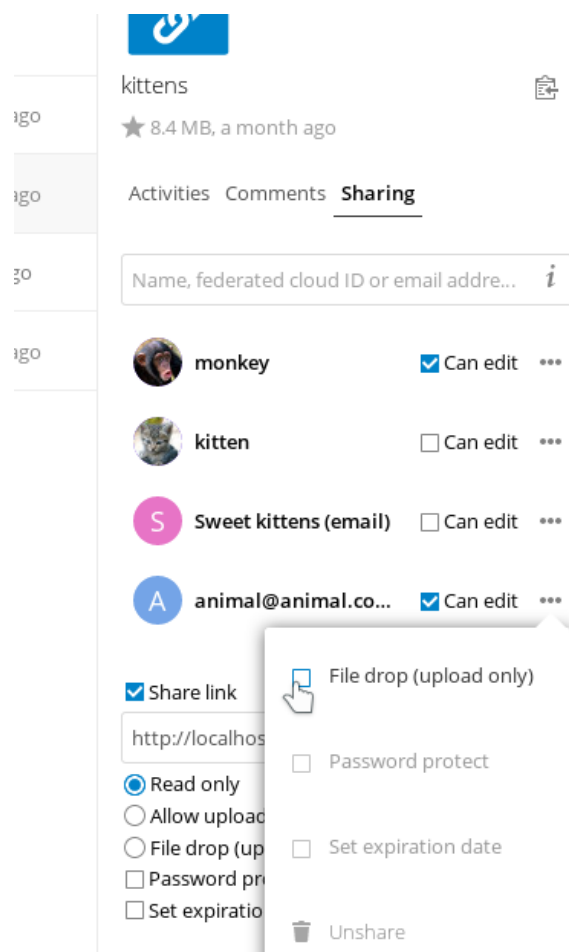 kittens
ago
8.4 MB, a month ago
Activities Comments Sharing
ago
go
Name, federated cloud ID or email addre... i
ago
monkey Can edit
kitten Can edit
S Sweet kittens (email) Can edit
A animal@animal.co... Can edit
File drop (upload only)
Share link
http://localhos
Password protect
Read only
Allow upload
File drop (up
Set expiration date
Password pro
Set expiratio
Unshare